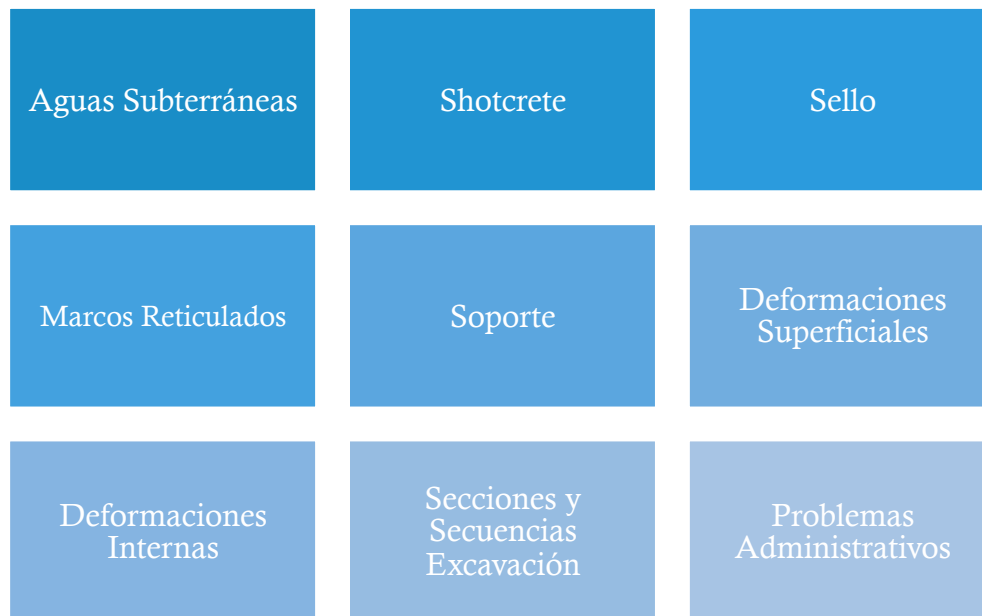 Aguas Subterráneas
Shotcrete
Sello
Marcos Reticulados
Soporte
Deformaciones
Superficiales
Deformaciones
Internas
Secciones y
Secuencias
Excavación
Problemas
Administrativos